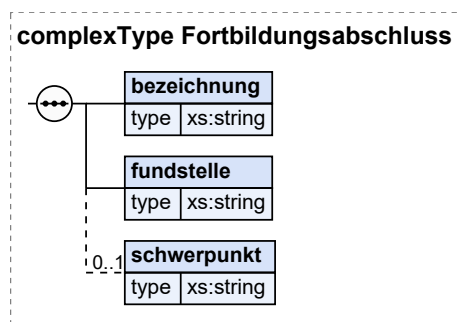 complexType Fortbildungsabschluss
bezeichnung
type xs:string
fundstelle
type xs:string
0..1 schwerpunkt
type xs:string